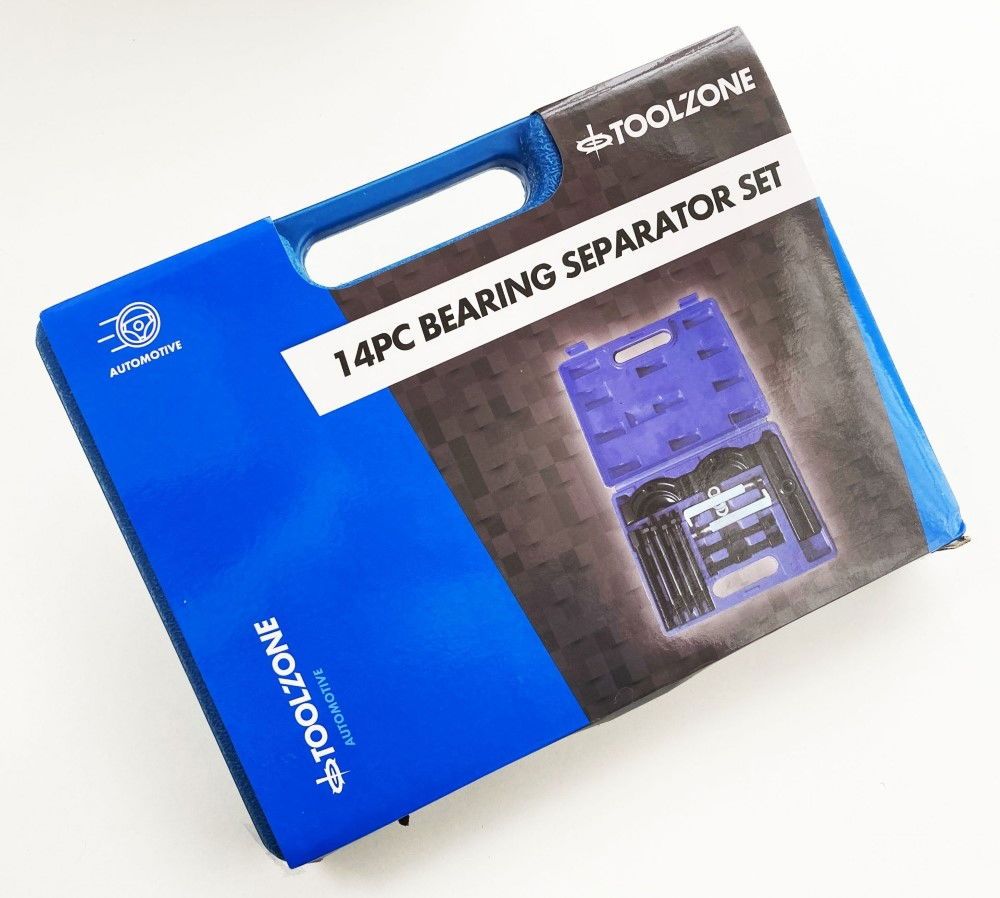 TOOLZONE
14PC BEARING SEPARATOR SET
AUTOMOTIVE
TOOLZONE
AUTOMOTIVE